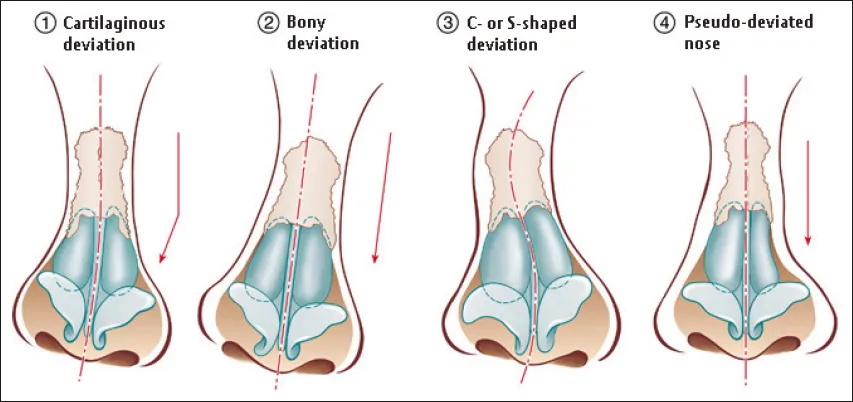 1 Cartilaginous
deviation
2 Bony
deviation
3 C- or S-shaped
deviation
4 Pseudo-deviated
nose